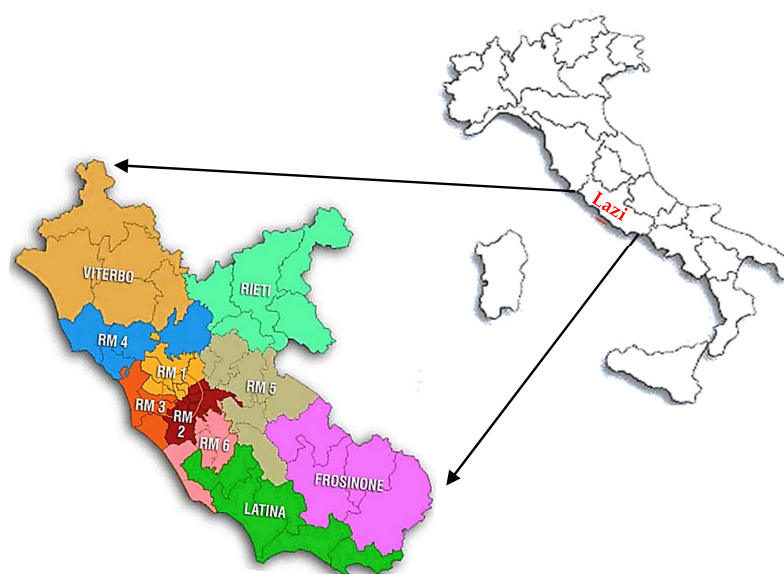 Lazi
VITERBO
RIETI
RM 4
RM 1
RM 5
RM 3
RM
2
RM 6
FROSINONE
LATINA